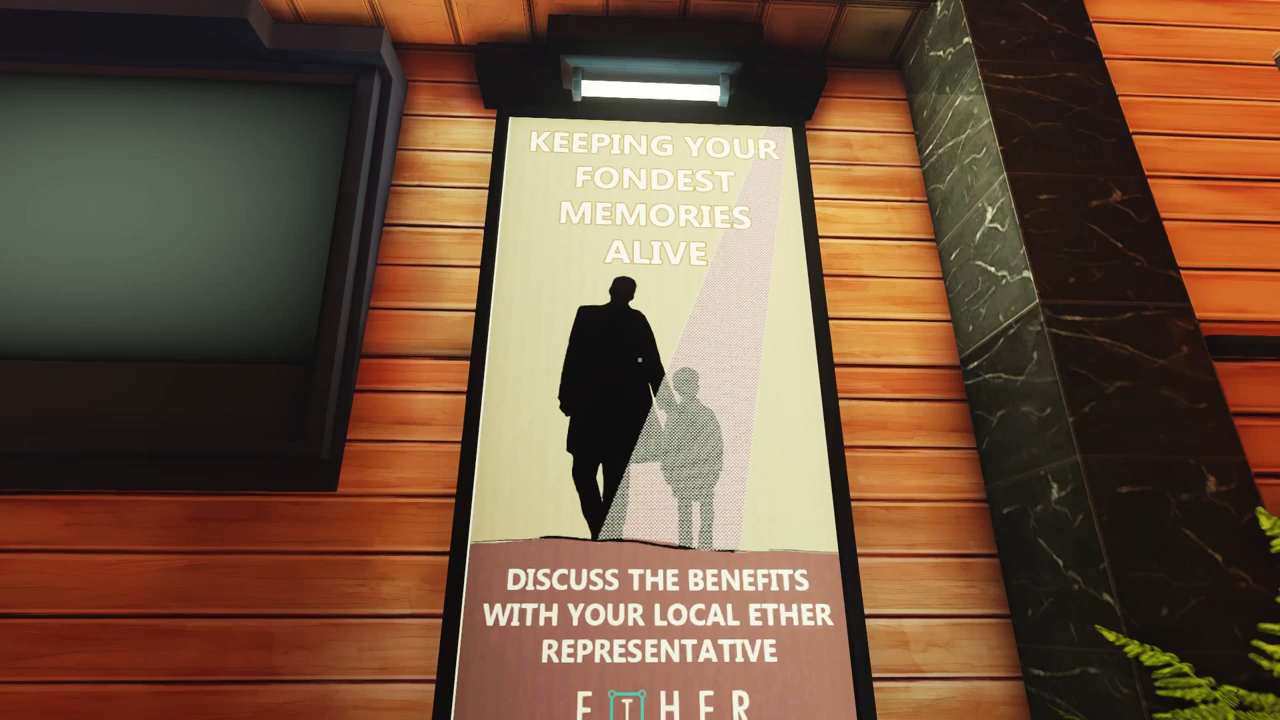 KEEPING YOUR
FONDEST
MEMORIES
ALIVE
DISCUSS THE BENEFITS
WITH YOUR LOCAL ETHER
REPRESENTATIVE
ETHER